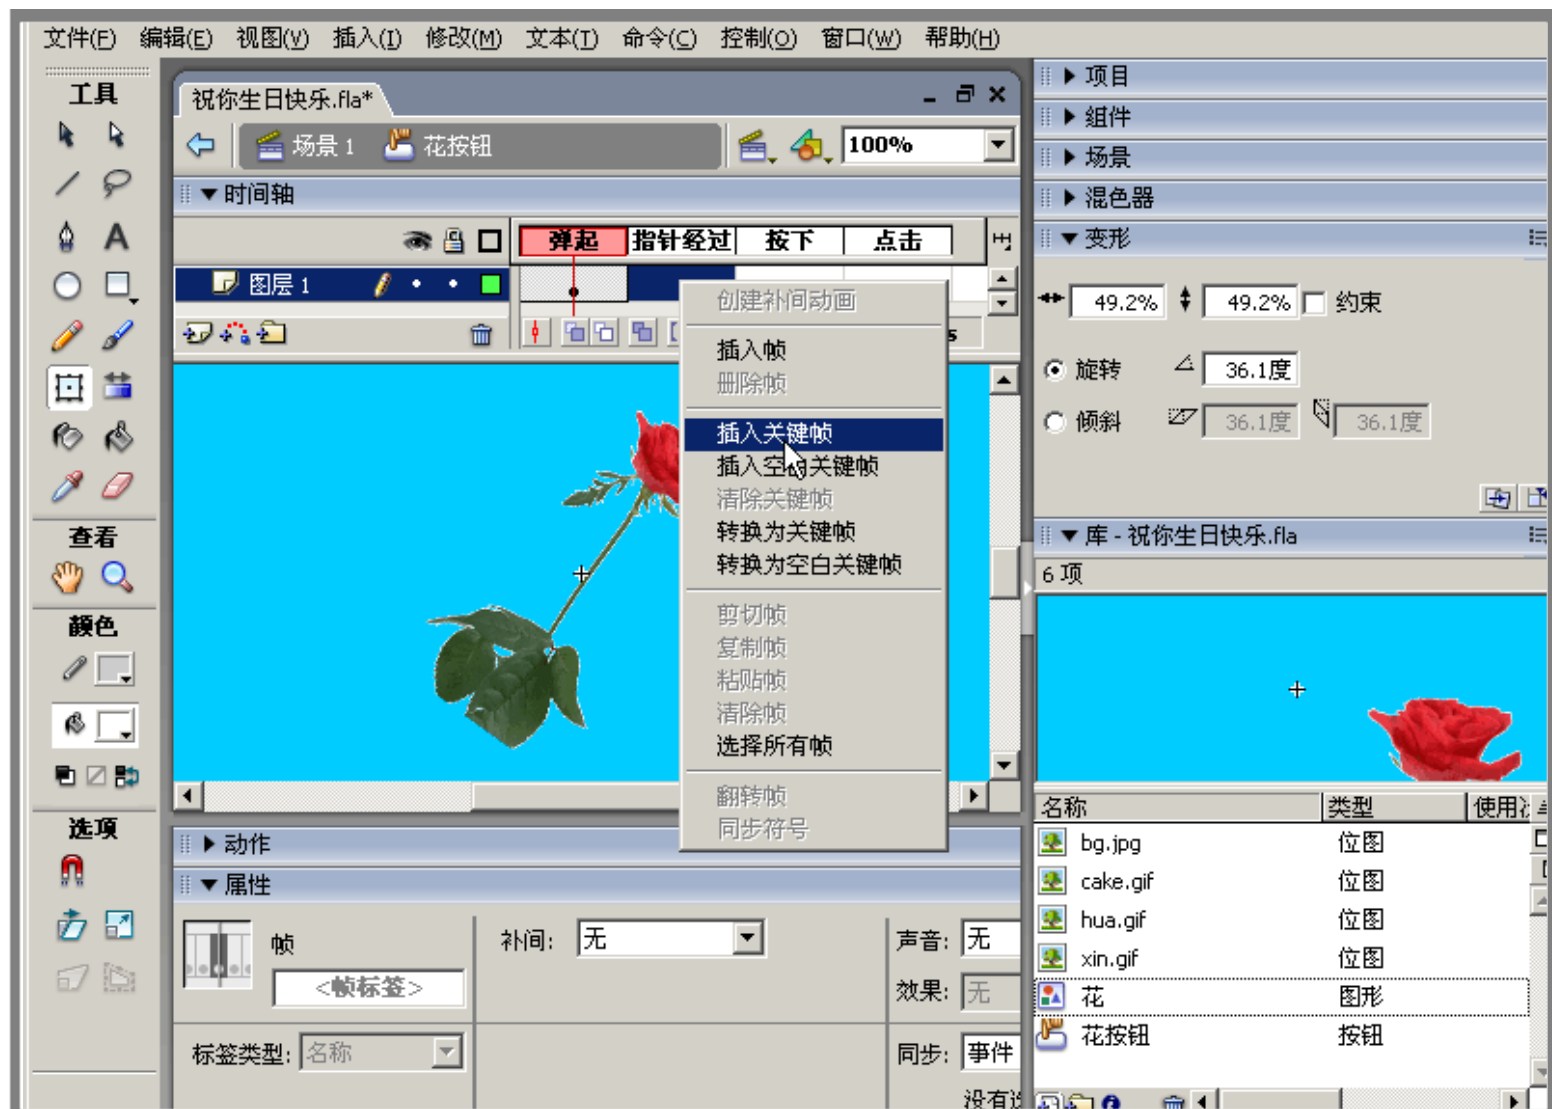 文件(F) 编辑(E) 视图(V) 插入(I) 修改(M) 文本(T) 命令(C) 控制(O) 窗口(W) 帮助(H)
工具
查看
颜色
选项
祝你生日快乐.fla*
场景 1 花按钮 100%
时间轴
弹起 指针经过 按下 点击
图层 1
创建补间动画
插入帧
删除帧
插入关键帧
插入空白关键帧
清除关键帧
转换为关键帧
转换为空白关键帧
剪切帧
复制帧
粘贴帧
清除帧
选择所有帧
翻转帧
同步符号
动作
属性
帧 补间: 无 声音: 无
<帧标签> 效果: 无
标签类型: 名称 同步: 事件
项目
组件
场景
混色器
变形
49.2% 49.2% 约束
旋转 36.1度
倾斜 36.1度 36.1度
库 - 祝你生日快乐.fla
6 项
名称 类型 使用
bg.jpg 位图
cake.gif 位图
hua.gif 位图
xin.gif 位图
花 图形
花按钮 按钮